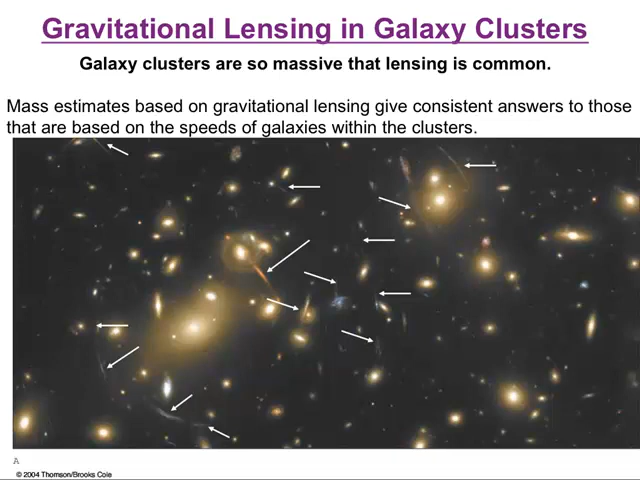 Gravitational Lensing in Galaxy Clusters
Galaxy clusters are so massive that lensing is common.
Mass estimates based on gravitational lensing give consistent answers to those
that are based on the speeds of galaxies within the clusters.
A
© 2004 Thomson/Brooks Cole